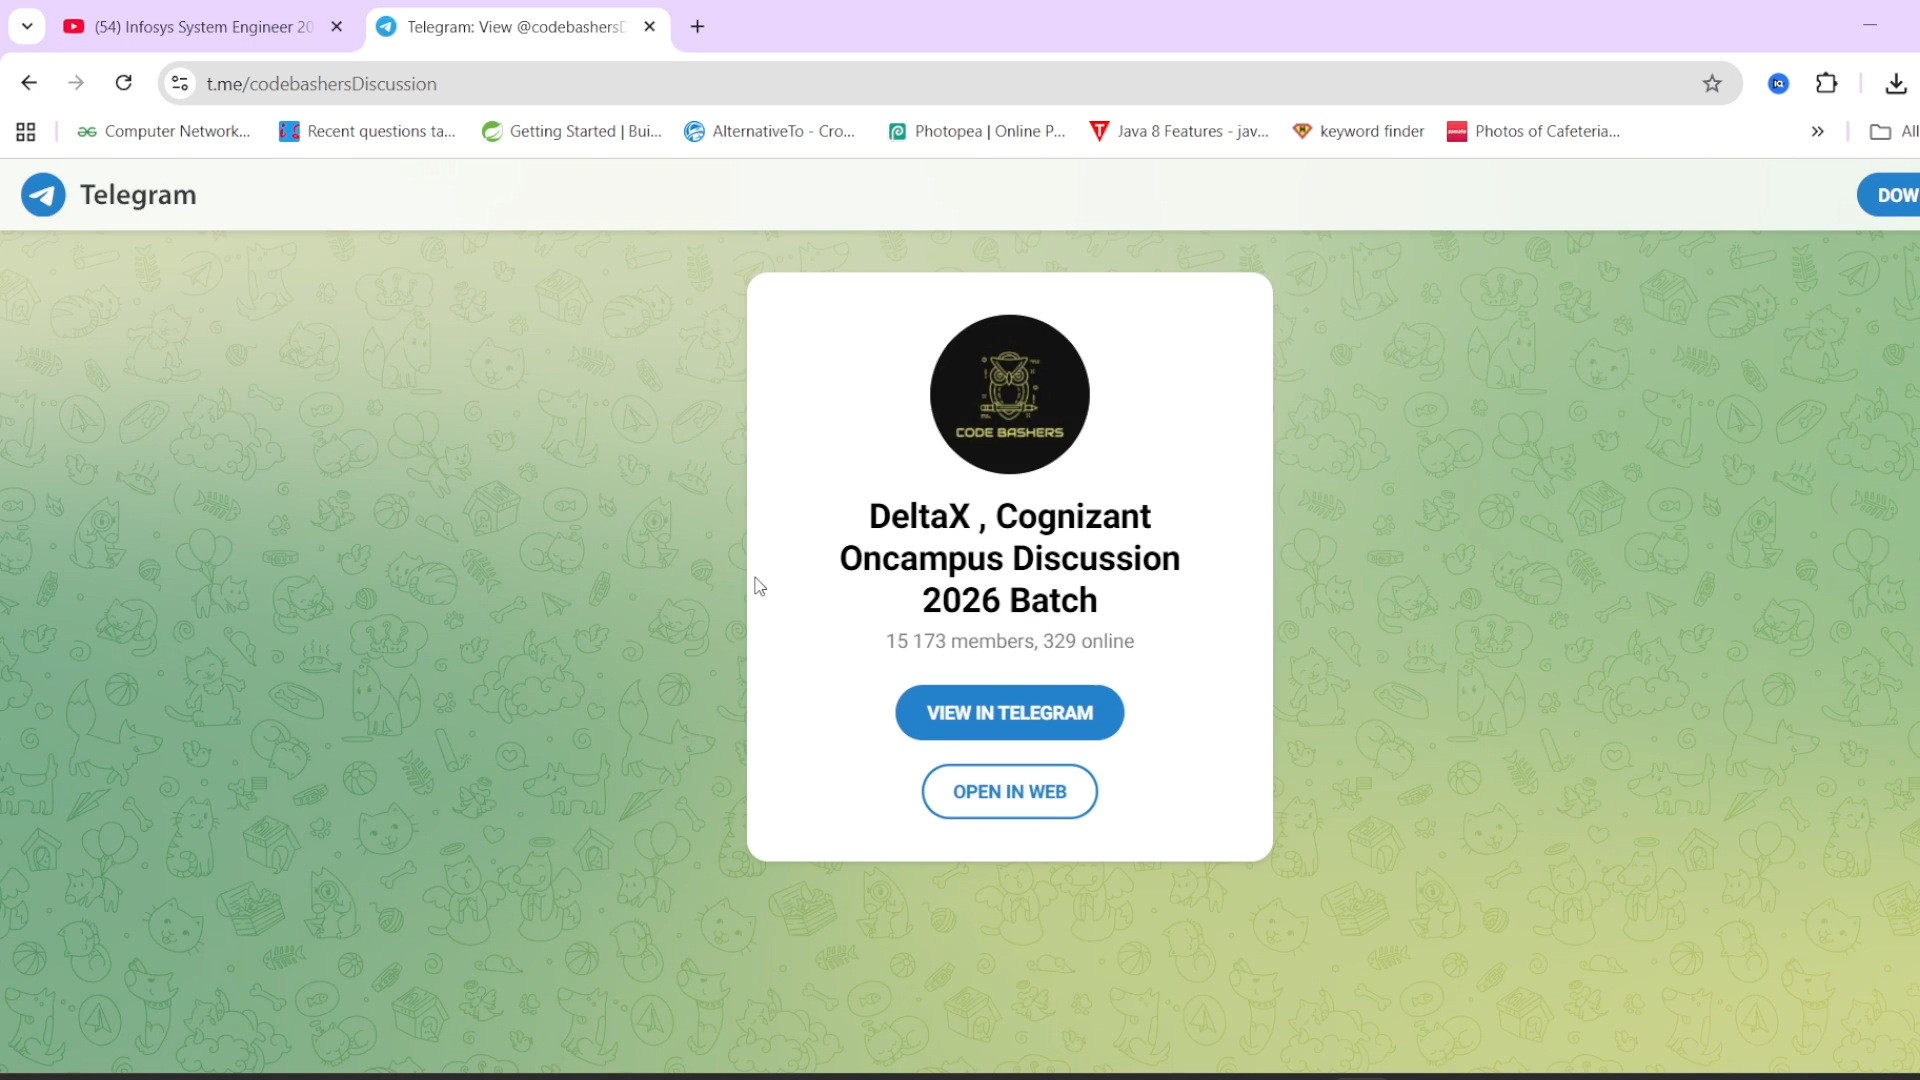 (54) Infosys System Engineer 20
Telegram: View @codebashersD
t.me/codebashersDiscussion
Computer Network...
Recent questions ta...
Getting Started | Bui...
AlternativeTo - Cro...
Photopea | Online P...
Java 8 Features - jav...
keyword finder
Photos of Cafeteria...
All
Telegram
DOW
CODE BASHERS
DeltaX , Cognizant
Oncampus Discussion
2026 Batch
15 173 members, 329 online
VIEW IN TELEGRAM
OPEN IN WEB